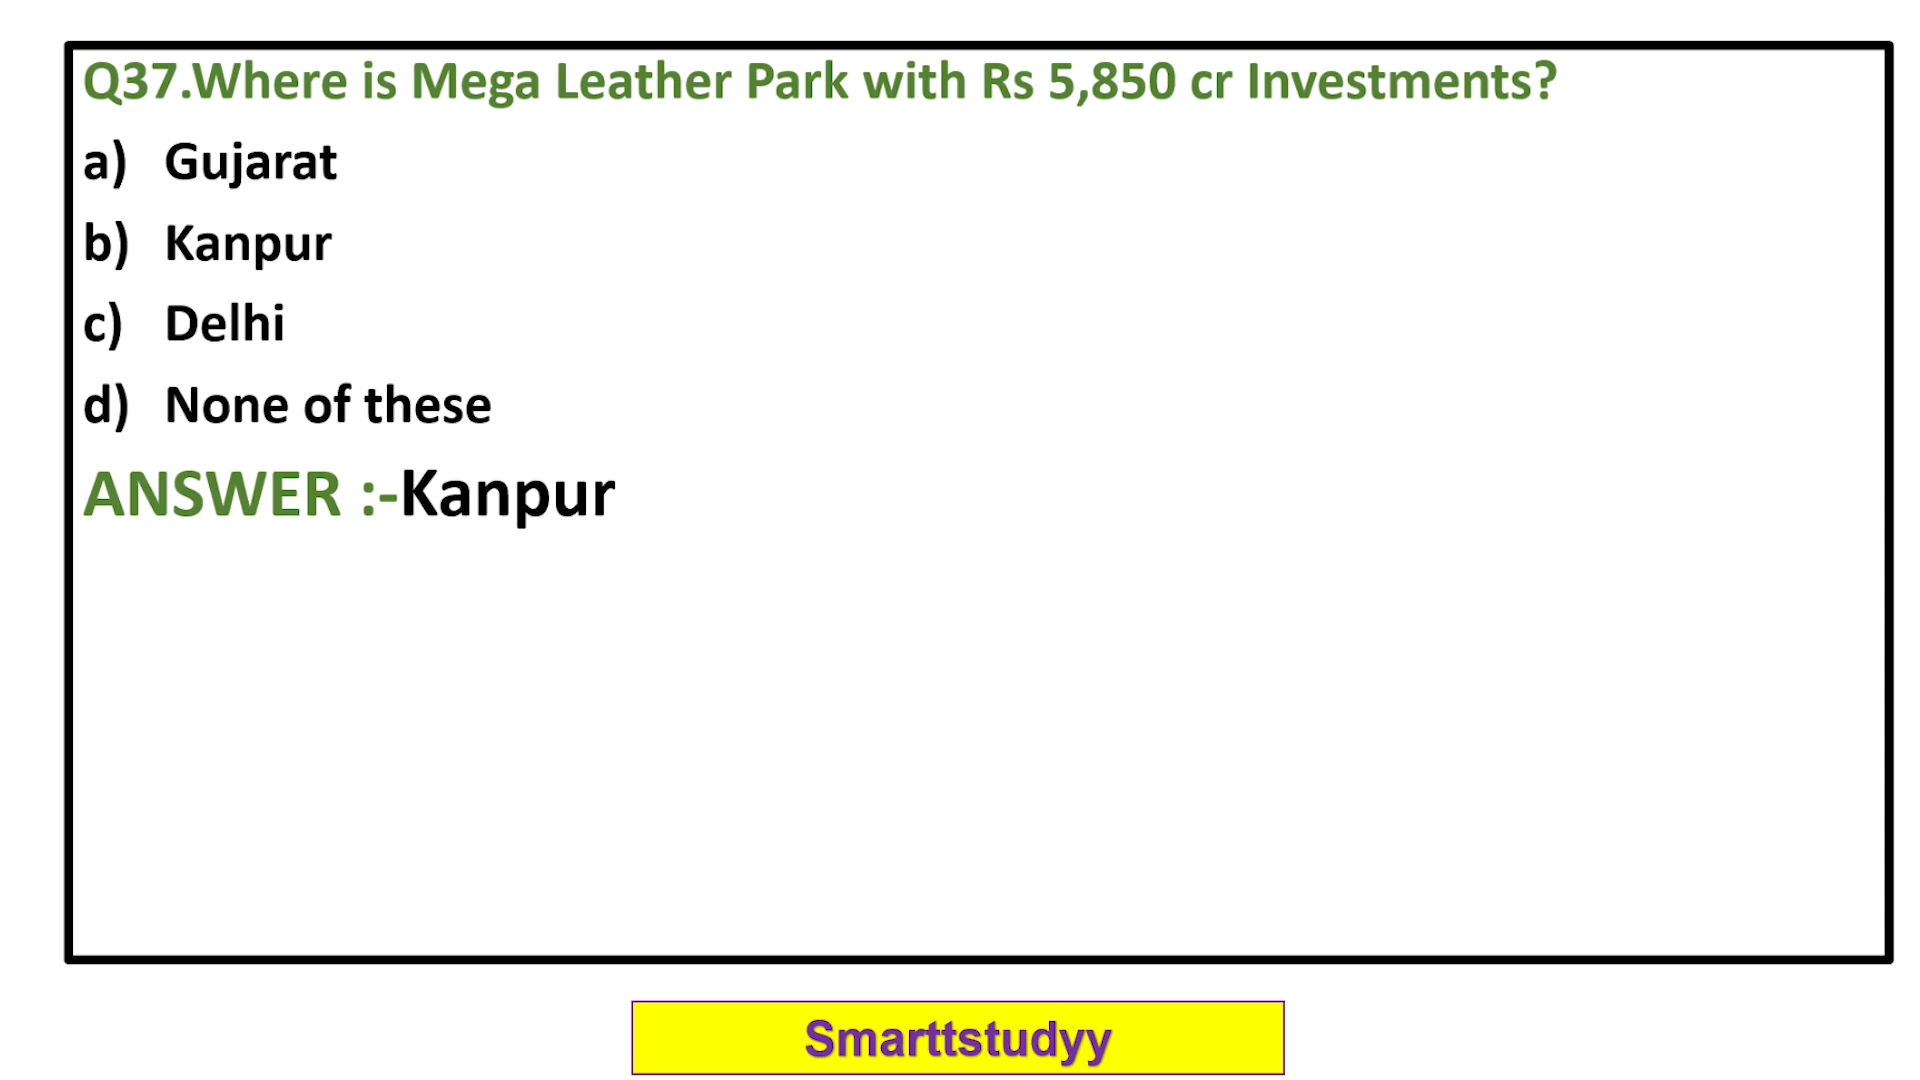 Q37.Where is Mega Leather Park with Rs 5,850 cr Investments?
a) Gujarat
b) Kanpur
c) Delhi
d) None of these
ANSWER :-Kanpur
Smarttstudyy